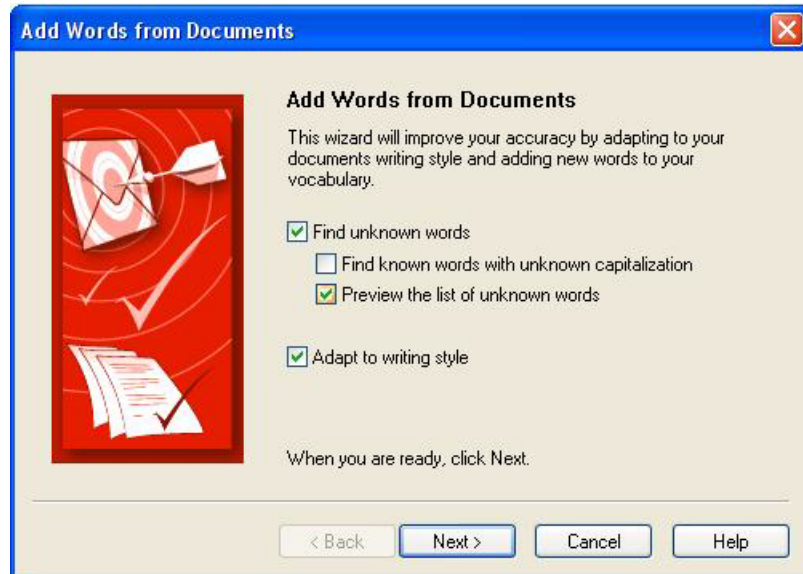 Add Words from Documents
Add Words from Documents
This wizard will improve your accuracy by adapting to your
documents writing style and adding new words to your
vocabulary.
Find unknown words
Find known words with unknown capitalization
Preview the list of unknown words
Adapt to writing style
When you are ready, click Next.
< Back Next > Cancel Help